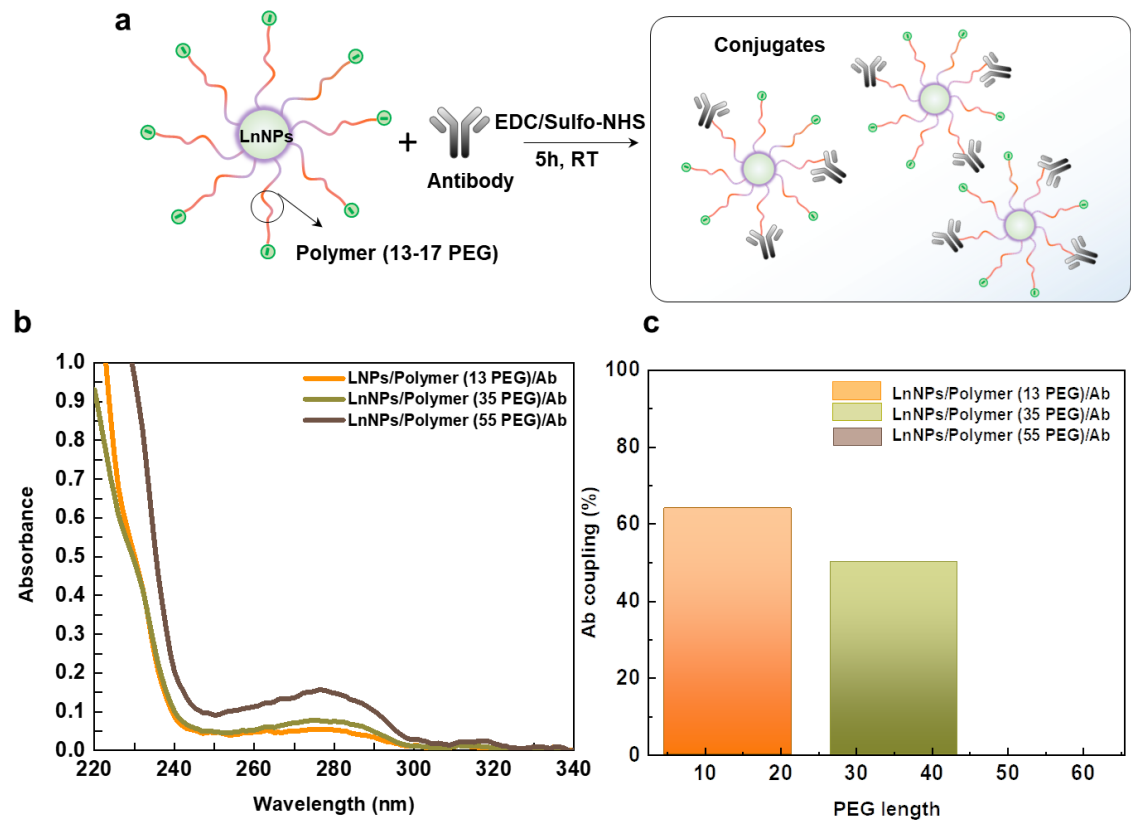 a
LnNPs
+
Antibody
EDC/Sulfo-NHS
5h, RT
Polymer (13-17 PEG)
Conjugates
b
1.0
0.9
0.8
0.7
0.6
0.5
0.4
0.3
0.2
0.1
0.0
Absorbance
LNPs/Polymer (13 PEG)/Ab
LnNPs/Polymer (35 PEG)/Ab
LnNPs/Polymer (55 PEG)/Ab
220 240 260 280 300 320 340
Wavelength (nm)
c
100
80
60
40
20
0
Ab coupling (%)
LnNPs/Polymer (13 PEG)/Ab
LnNPs/Polymer (35 PEG)/Ab
LnNPs/Polymer (55 PEG)/Ab
10 20 30 40 50 60
PEG length